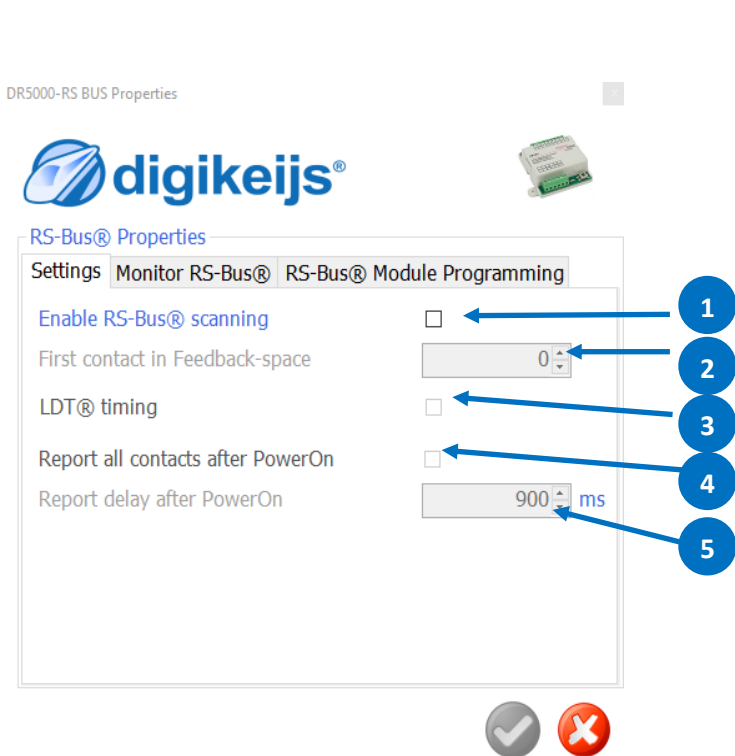 DR5000-RS BUS Properties
x
digikeijs®
RS-Bus® Properties
Settings Monitor RS-Bus® RS-Bus® Module Programming
Enable RS-Bus® scanning
1
First contact in Feedback-space 0
2
LDT® timing
3
Report all contacts after PowerOn
4
Report delay after PowerOn 900 ms
5